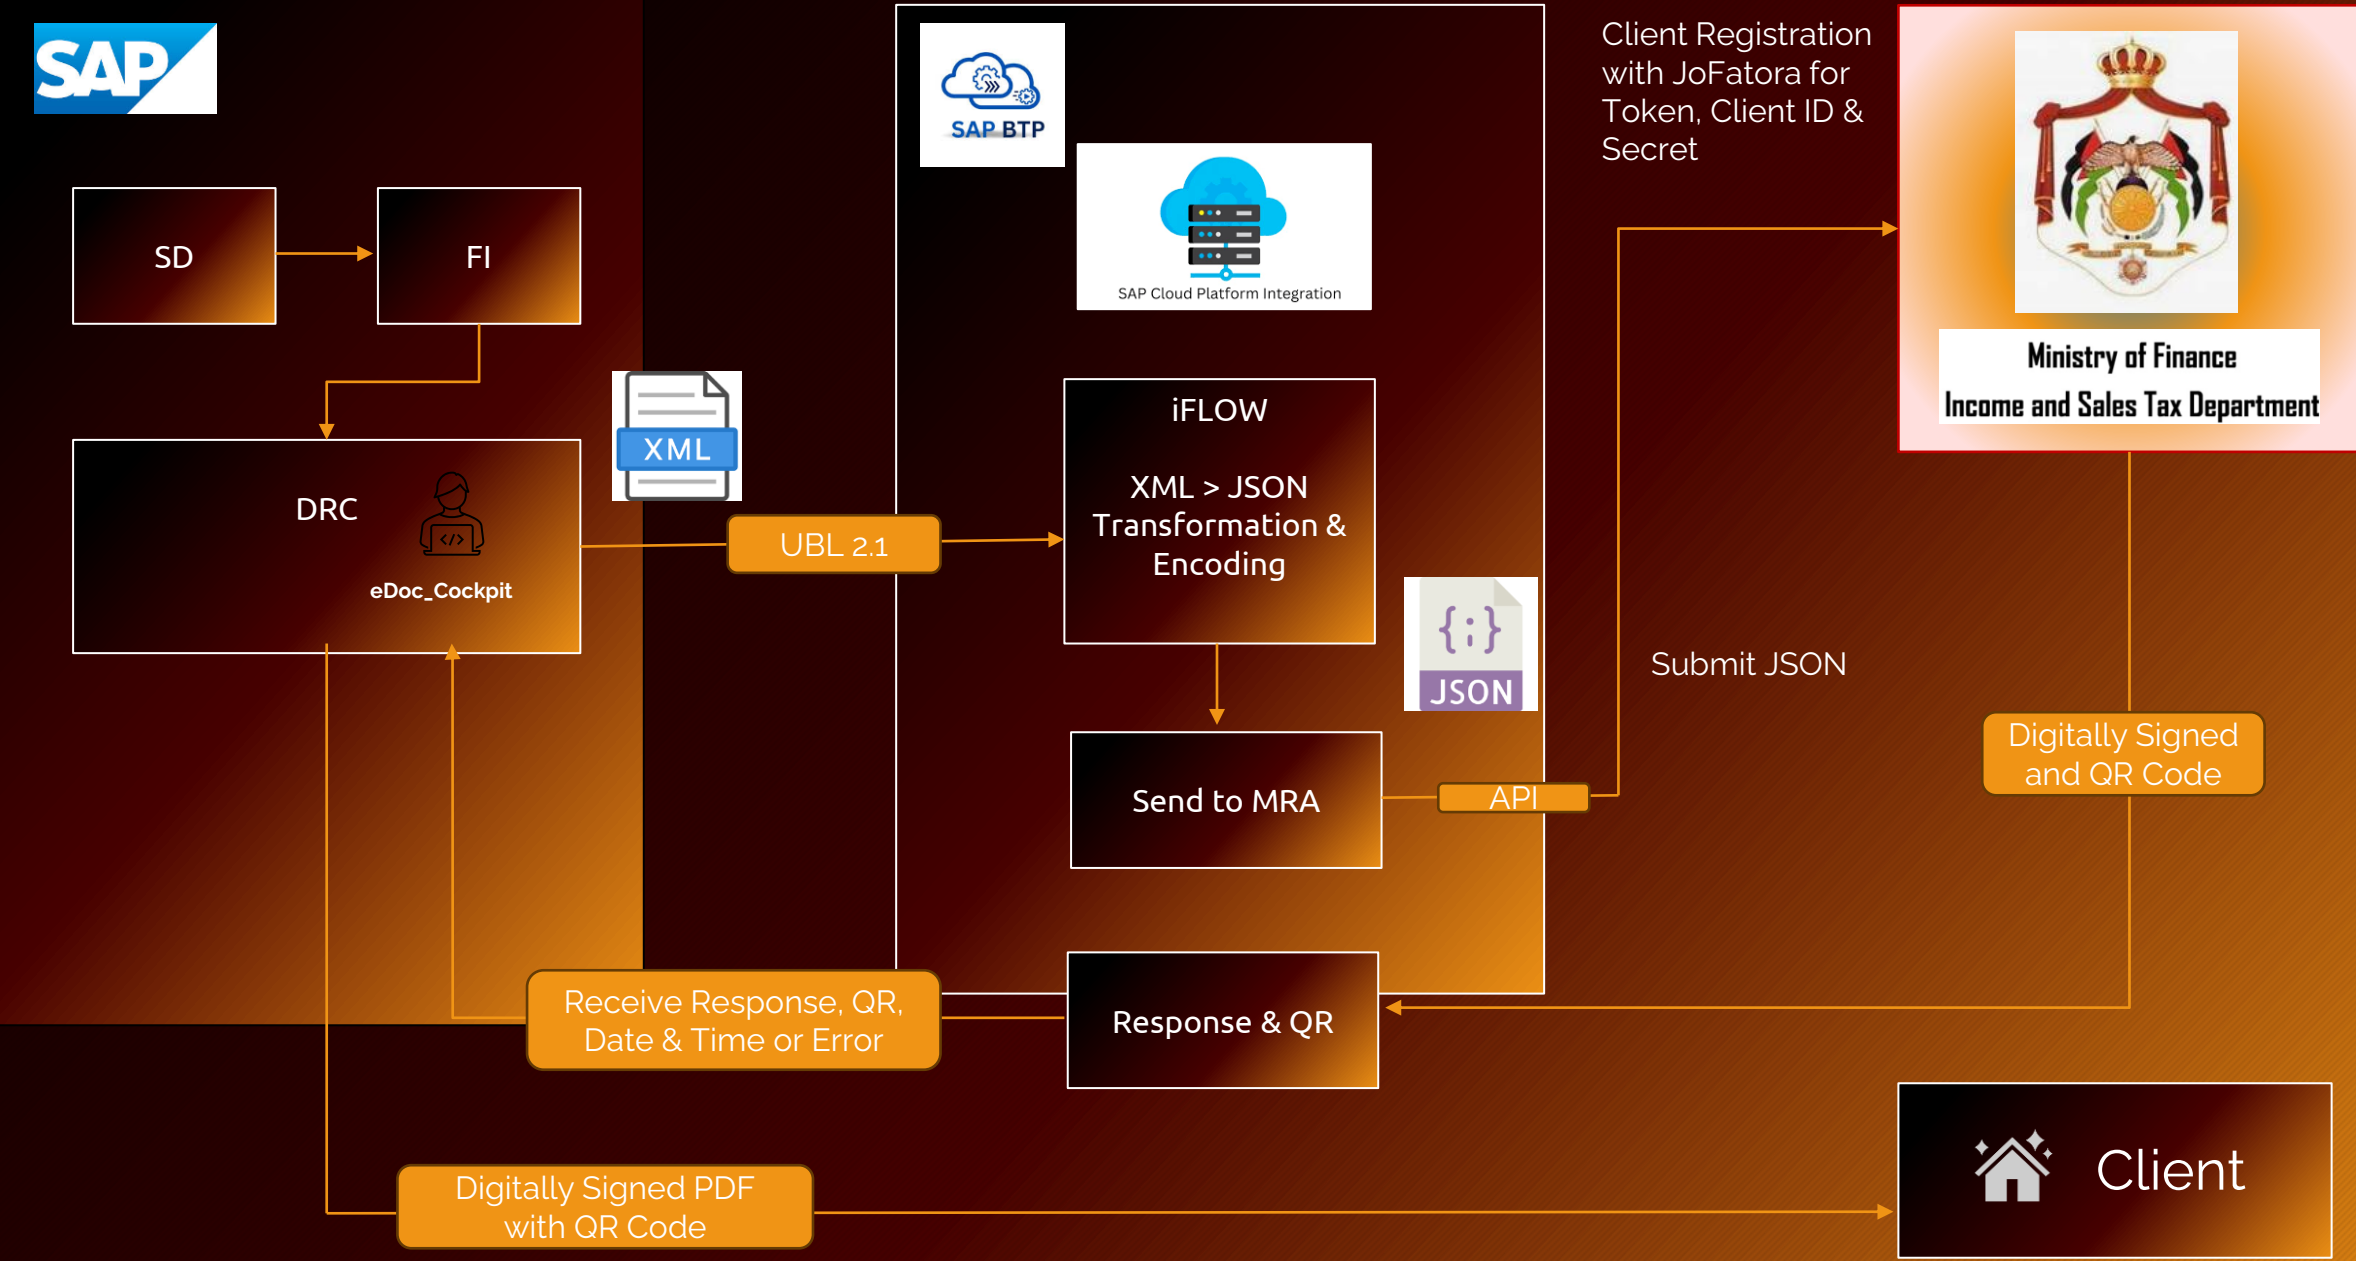 SAP
SD
FI
DRC
</>
eDoc_Cockpit
XML
UBL 2.1
SAP BTP
SAP Cloud Platform Integration
iFLOW
XML > JSON
Transformation &
Encoding
{;}
JSON
Send to MRA
API
Client Registration
with JoFatora for
Token, Client ID &
Secret
Submit JSON
Ministry of Finance
Income and Sales Tax Department
Digitally Signed
and QR Code
Response & QR
Receive Response, QR,
Date & Time or Error
Digitally Signed PDF
with QR Code
Client